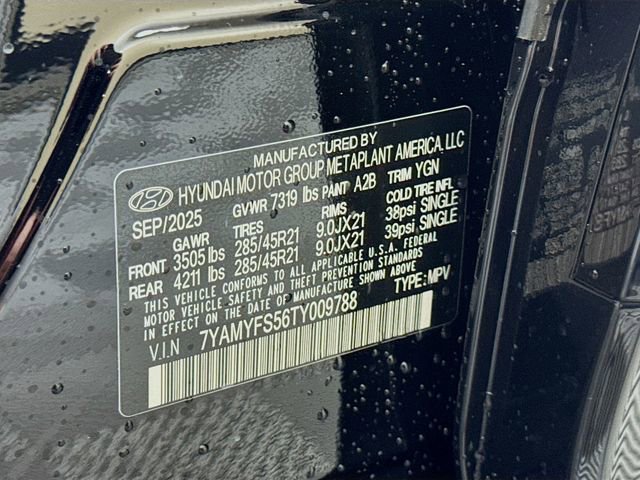 MANUFACTURED BY
HYUNDAI MOTOR GROUP METAPLANT AMERICA, LLC
SEP/2025 GVWR 7319 lbs PAINT A2B TRIM YGN
GAWR TIRES RIMS COLD TIRE INFL
FRONT 3505 lbs 285/45R21 9.0JX21 38psi SINGLE
REAR 4211 lbs 285/45R21 9.0JX21 39psi SINGLE
THIS VEHICLE CONFORMS TO ALL APPLICABLE U.S.A. FEDERAL
MOTOR VEHICLE SAFETY AND THEFT PREVENTION STANDARDS
IN EFFECT ON THE DATE OF MANUFACTURE SHOWN ABOVE
V.I.N 7YAMYFS56TY009788 TYPE: MPV